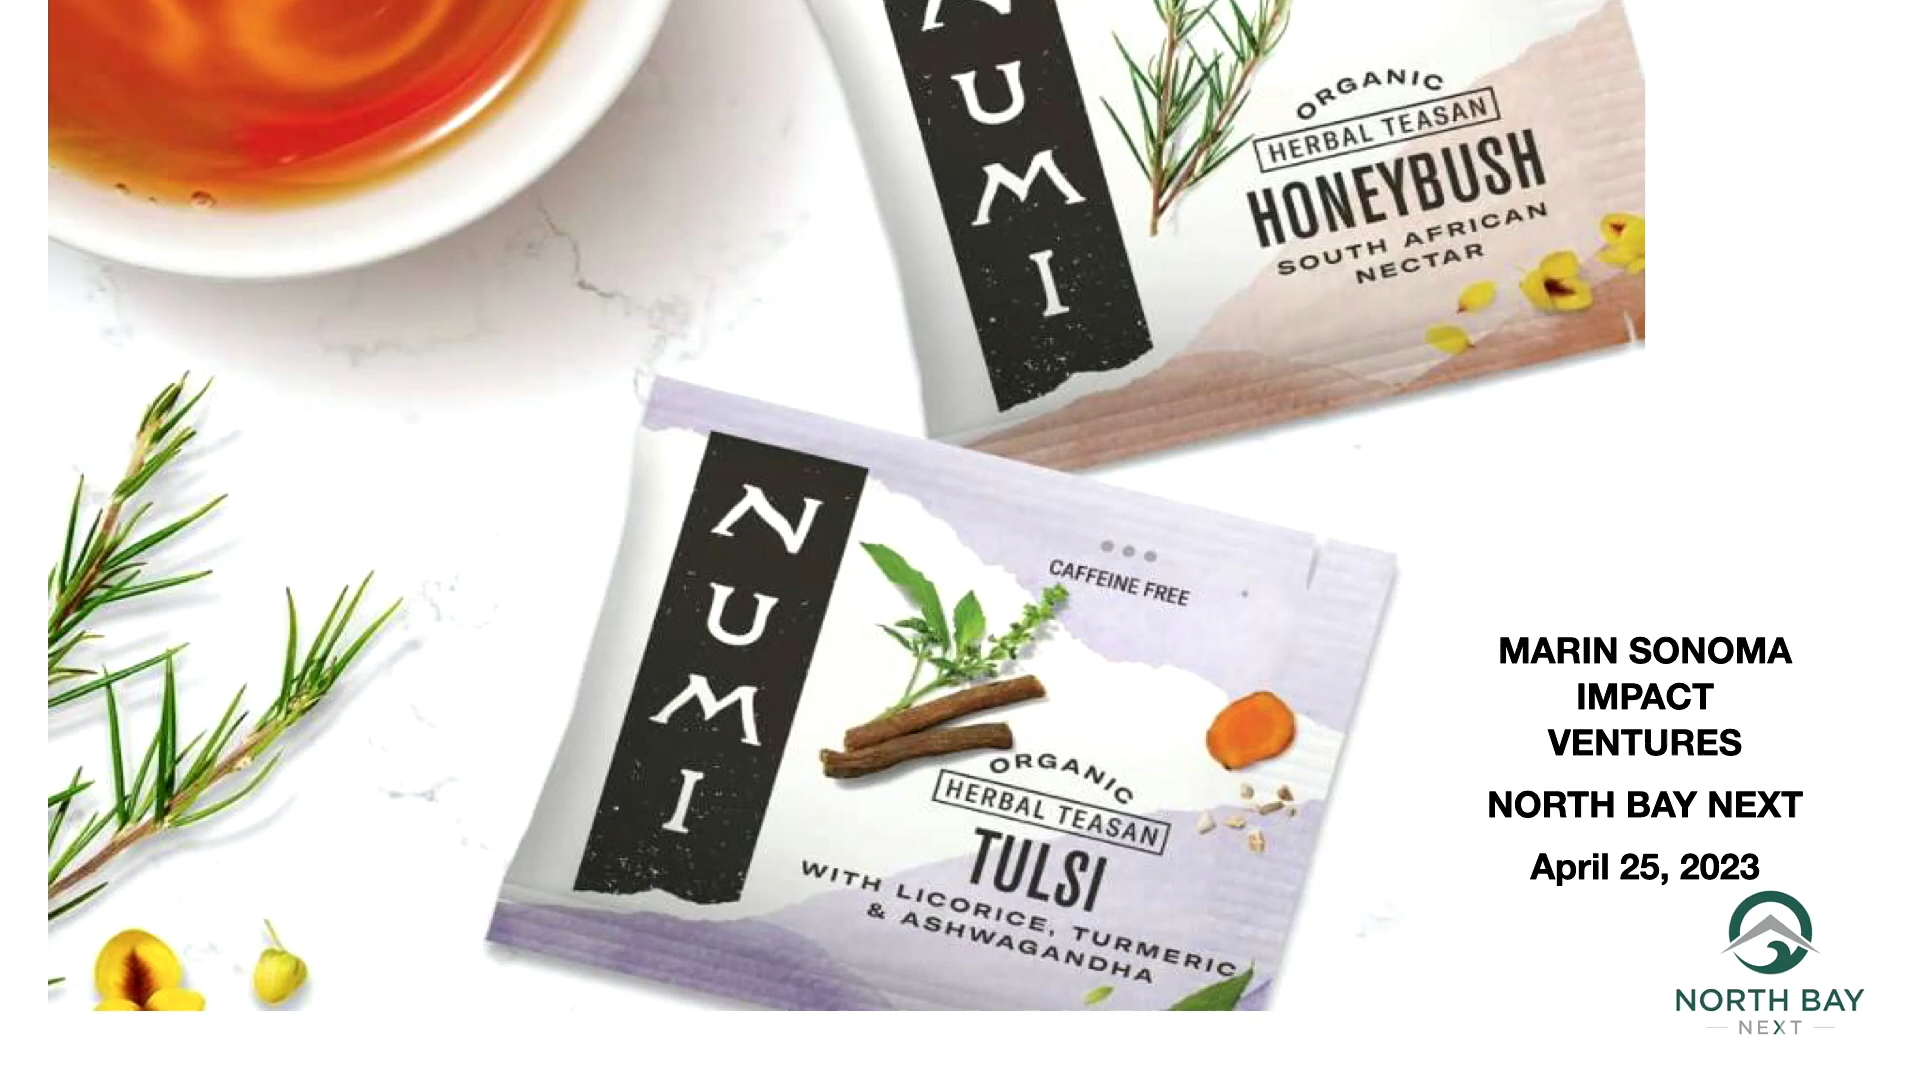 NUMI
ORGANIC
HERBAL TEASAN
HONEYBUSH
SOUTH AFRICAN
NECTAR
NUMI
CAFFEINE FREE
ORGANIC
HERBAL TEASAN
TULSI
WITH LICORICE, TURMERIC
& ASHWAGANDHA
MARIN SONOMA
IMPACT
VENTURES
NORTH BAY NEXT
April 25, 2023
NORTH BAY
NEXT